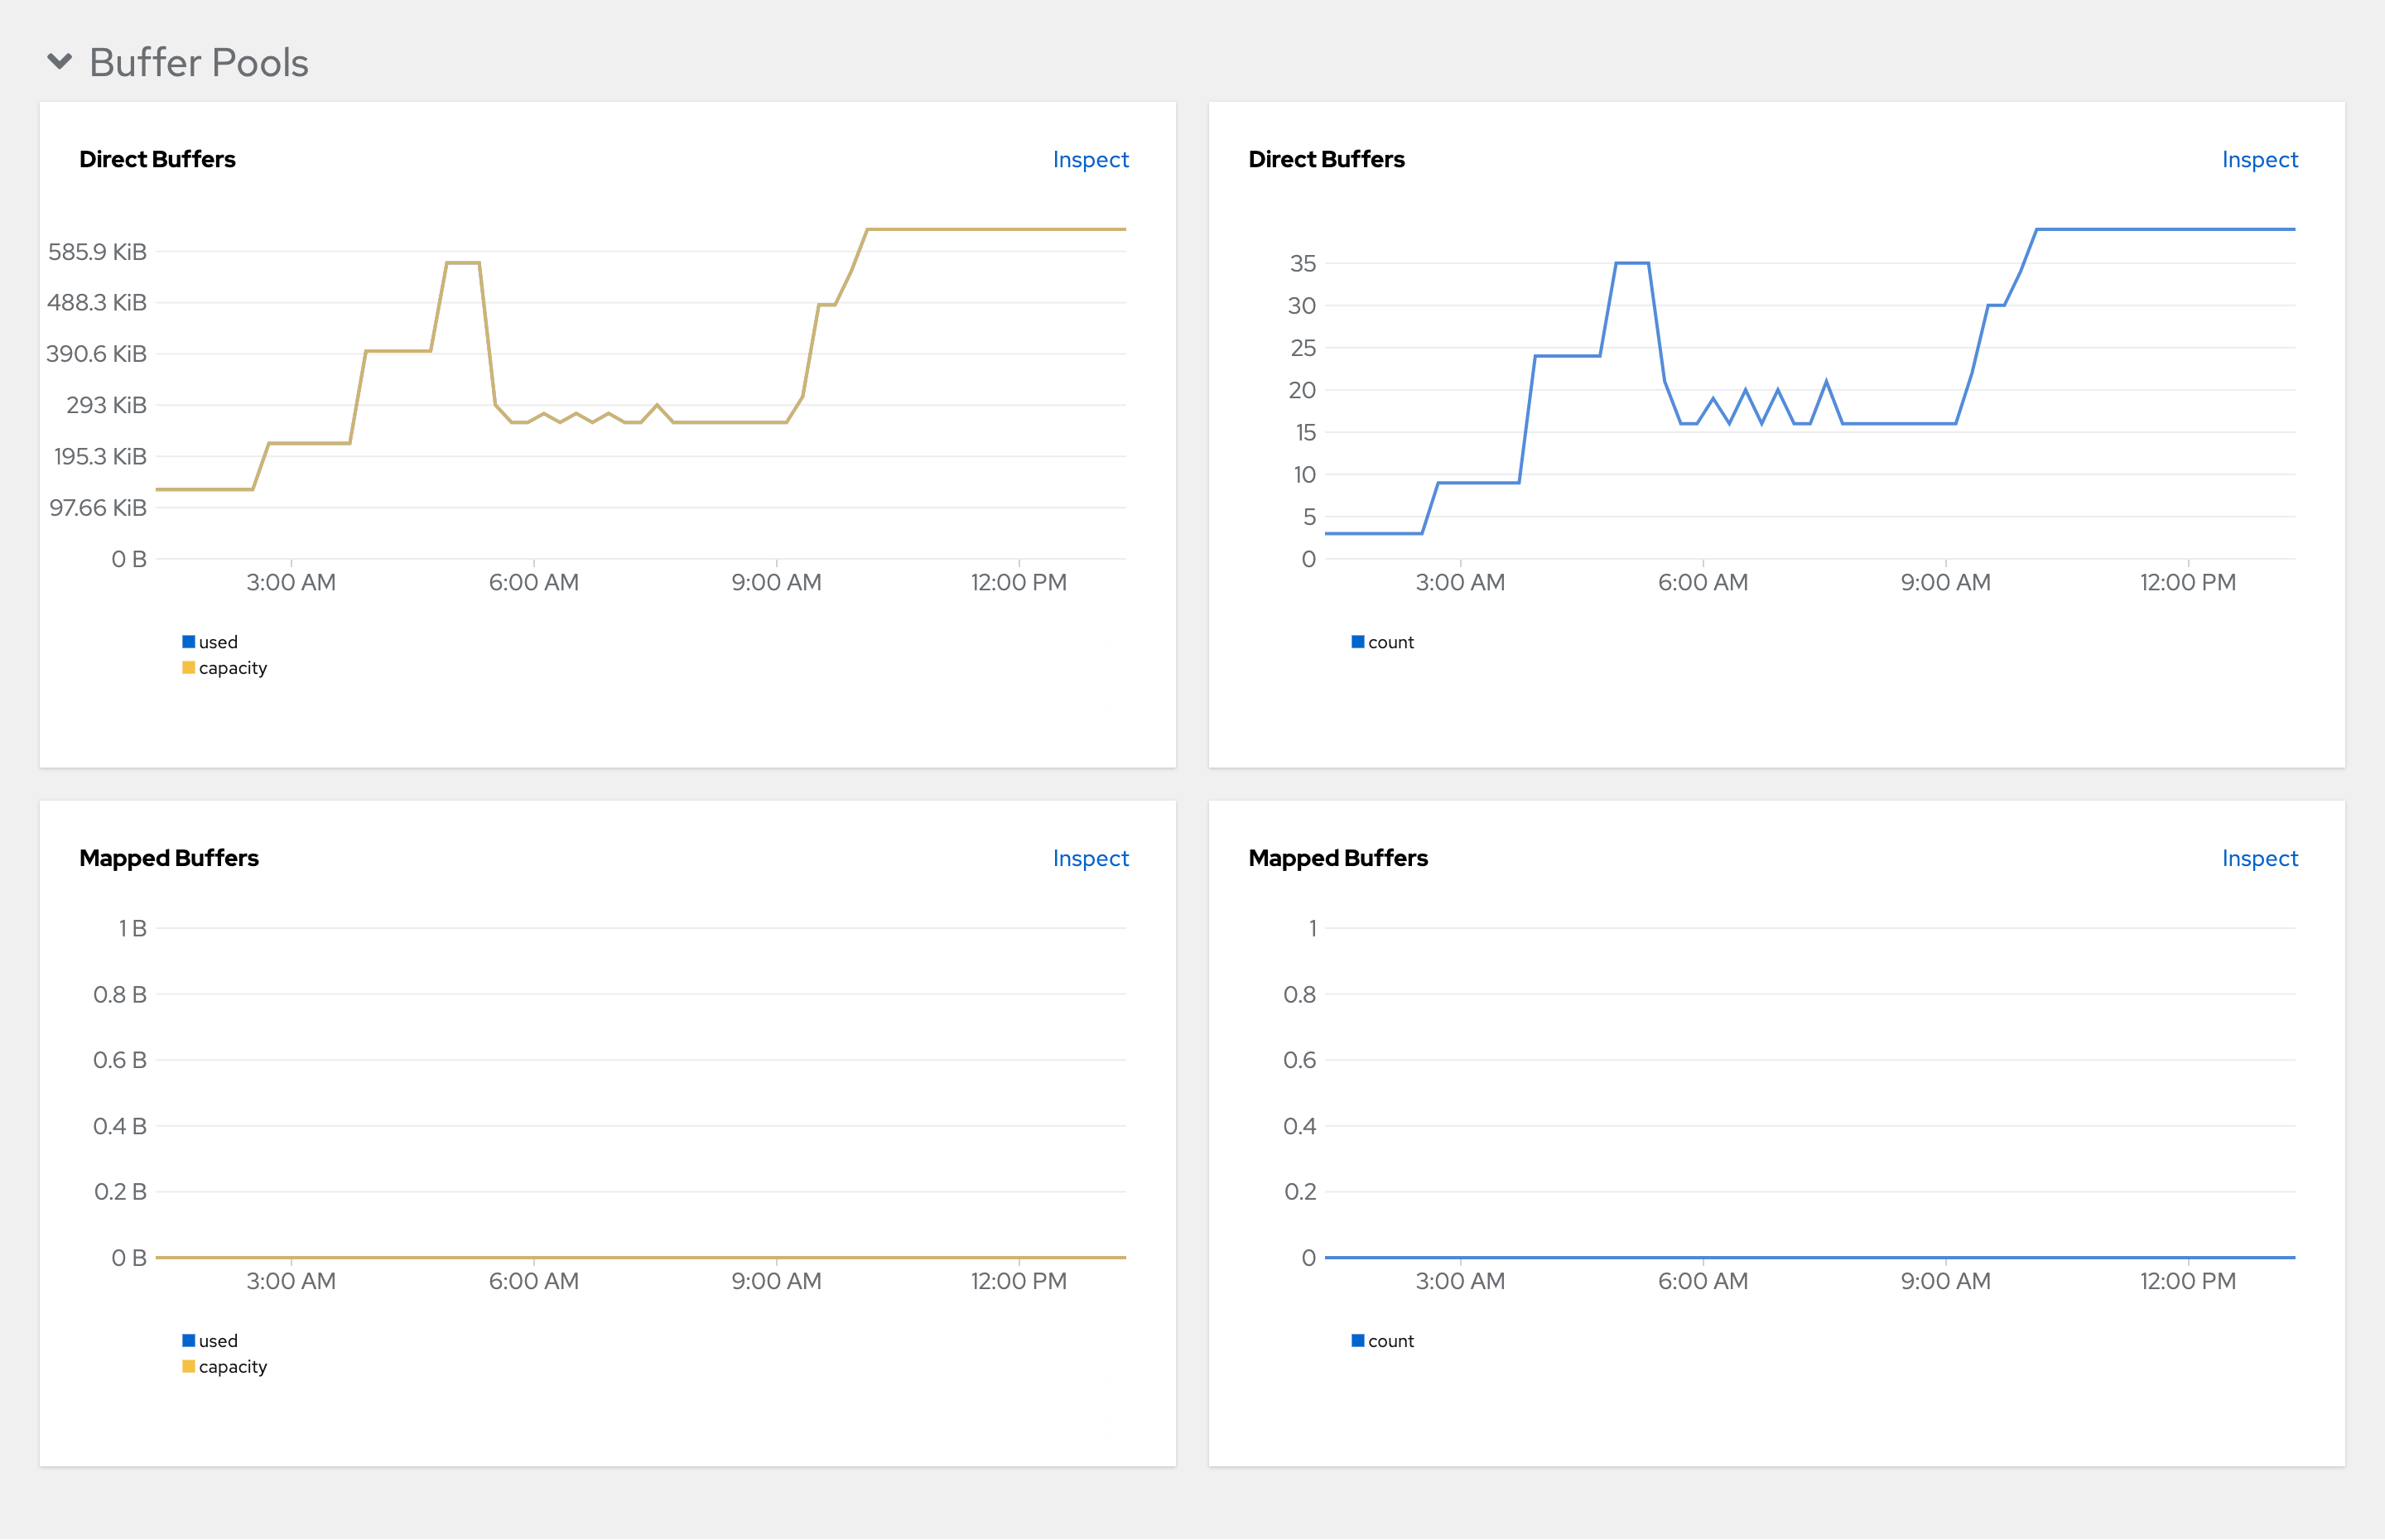 Buffer Pools
Direct Buffers
Inspect
585.9 KiB
488.3 KiB
390.6 KiB
293 KiB
195.3 KiB
97.66 KiB
0 B
3:00 AM 6:00 AM 9:00 AM 12:00 PM
used
capacity
Direct Buffers
Inspect
35
30
25
20
15
10
5
0
3:00 AM 6:00 AM 9:00 AM 12:00 PM
count
Mapped Buffers
Inspect
1 B
0.8 B
0.6 B
0.4 B
0.2 B
0 B
3:00 AM 6:00 AM 9:00 AM 12:00 PM
used
capacity
Mapped Buffers
Inspect
1
0.8
0.6
0.4
0.2
0
3:00 AM 6:00 AM 9:00 AM 12:00 PM
count